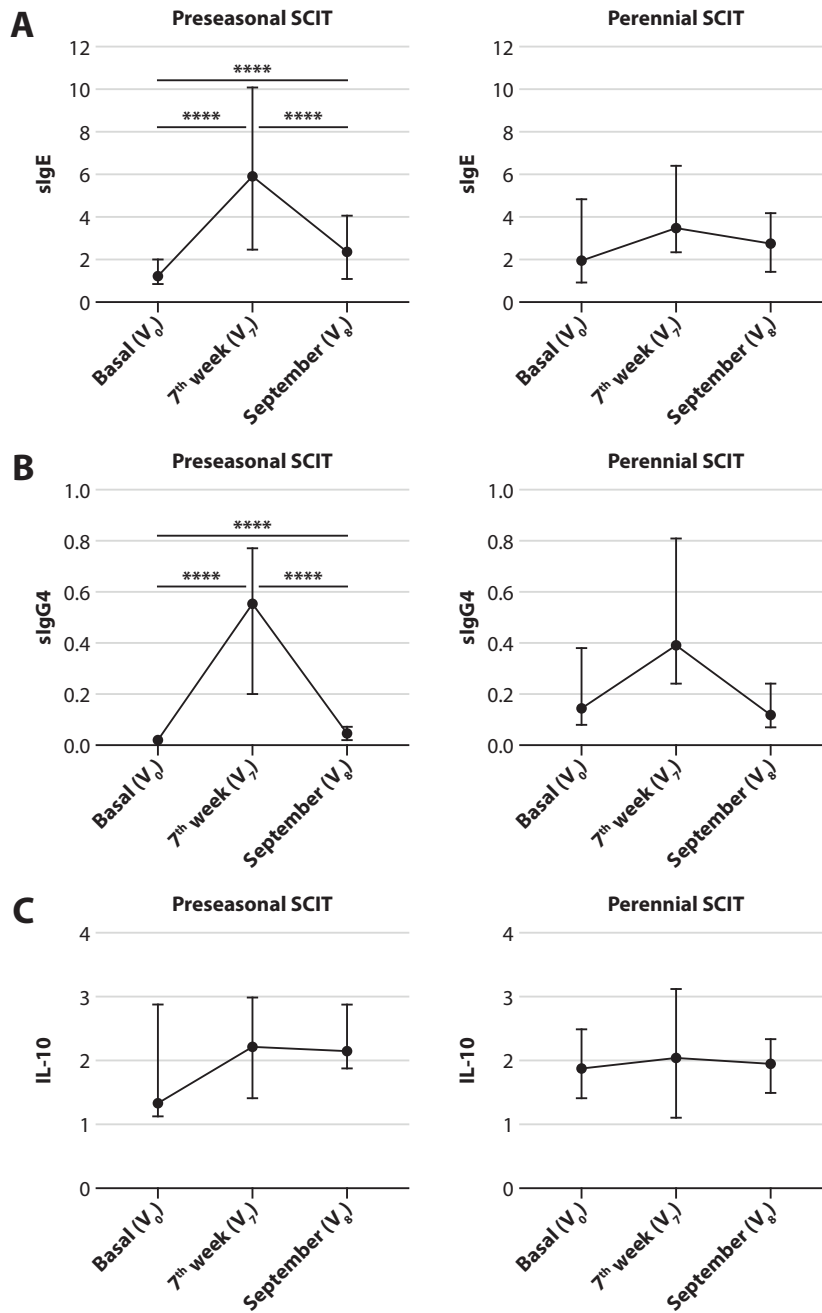 A
Preseasonal SCIT
Perennial SCIT
12
10
8
6
4
2
0
sIgE
****
****
****
Basal (V₀)
7ᵗʰ week (V₇)
September (V₈)
12
10
8
6
4
2
0
sIgE
Basal (V₀)
7ᵗʰ week (V₇)
September (V₈)
B
Preseasonal SCIT
Perennial SCIT
1.0
0.8
0.6
0.4
0.2
0.0
sIgG4
****
****
****
Basal (V₀)
7ᵗʰ week (V₇)
September (V₈)
1.0
0.8
0.6
0.4
0.2
0.0
sIgG4
Basal (V₀)
7ᵗʰ week (V₇)
September (V₈)
C
Preseasonal SCIT
Perennial SCIT
4
3
2
1
0
IL-10
Basal (V₀)
7ᵗʰ week (V₇)
September (V₈)
4
3
2
1
0
IL-10
Basal (V₀)
7ᵗʰ week (V₇)
September (V₈)